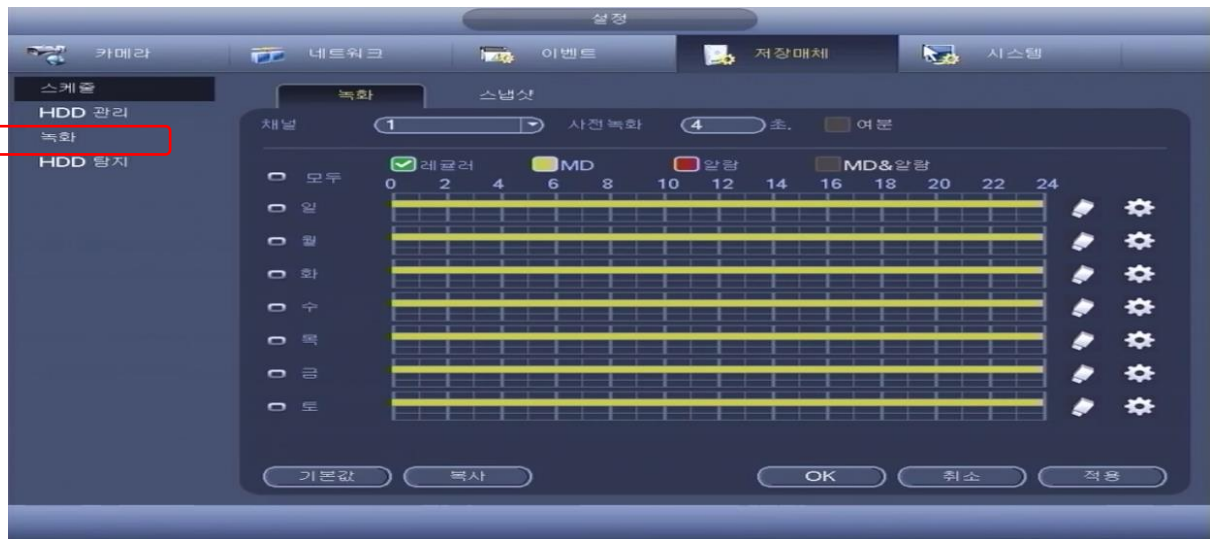 설정
카메라 네트워크 이벤트 저장매체 시스템
스케줄
HDD 관리
녹화
HDD 탐지
녹화 스냅샷
채널 1 사전녹화 4 초. 여분
모두 레귤러 MD 알람 MD&알람
0 2 4 6 8 10 12 14 16 18 20 22 24
일
월
화
수
목
금
토
기본값 복사 OK 취소 적용